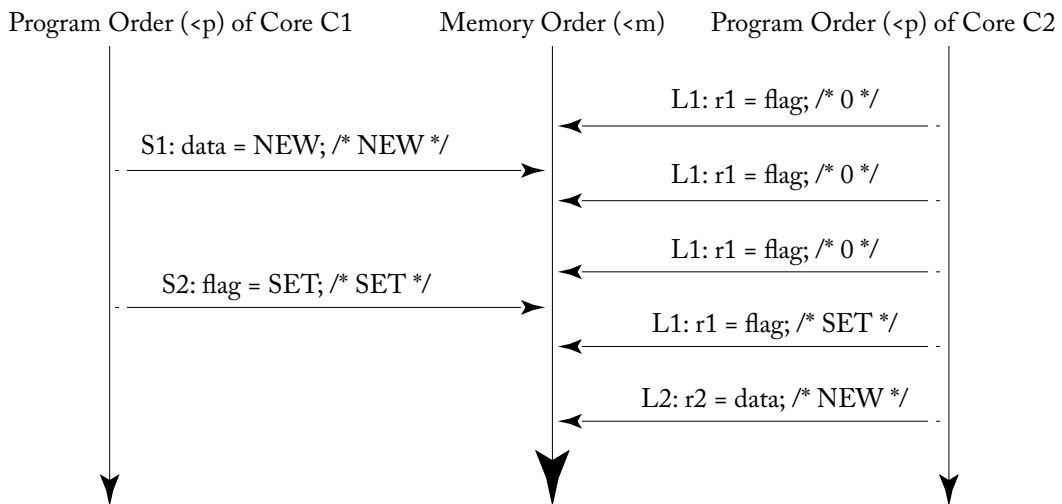 Program Order (<p) of Core C1
Memory Order (<m)
Program Order (<p) of Core C2
L1: r1 = flag; /* 0 */
S1: data = NEW; /* NEW */
L1: r1 = flag; /* 0 */
L1: r1 = flag; /* 0 */
S2: flag = SET; /* SET */
L1: r1 = flag; /* SET */
L2: r2 = data; /* NEW */